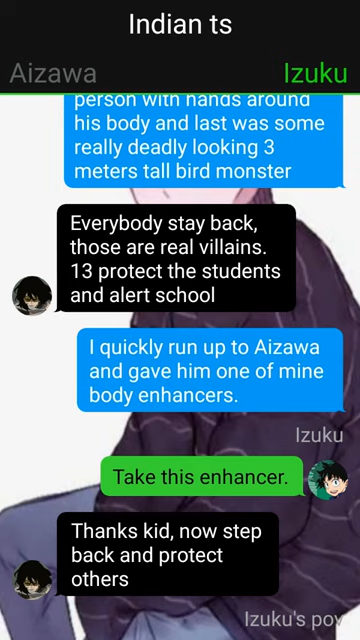 Indian ts
Aizawa
Izuku
person with hands around
his body and last was some
really deadly looking 3
meters tall bird monster
Everybody stay back,
those are real villains.
13 protect the students
and alert school
I quickly run up to Aizawa
and gave him one of mine
body enhancers.
Izuku
Take this enhancer.
Thanks kid, now step
back and protect
others
Izuku's pov